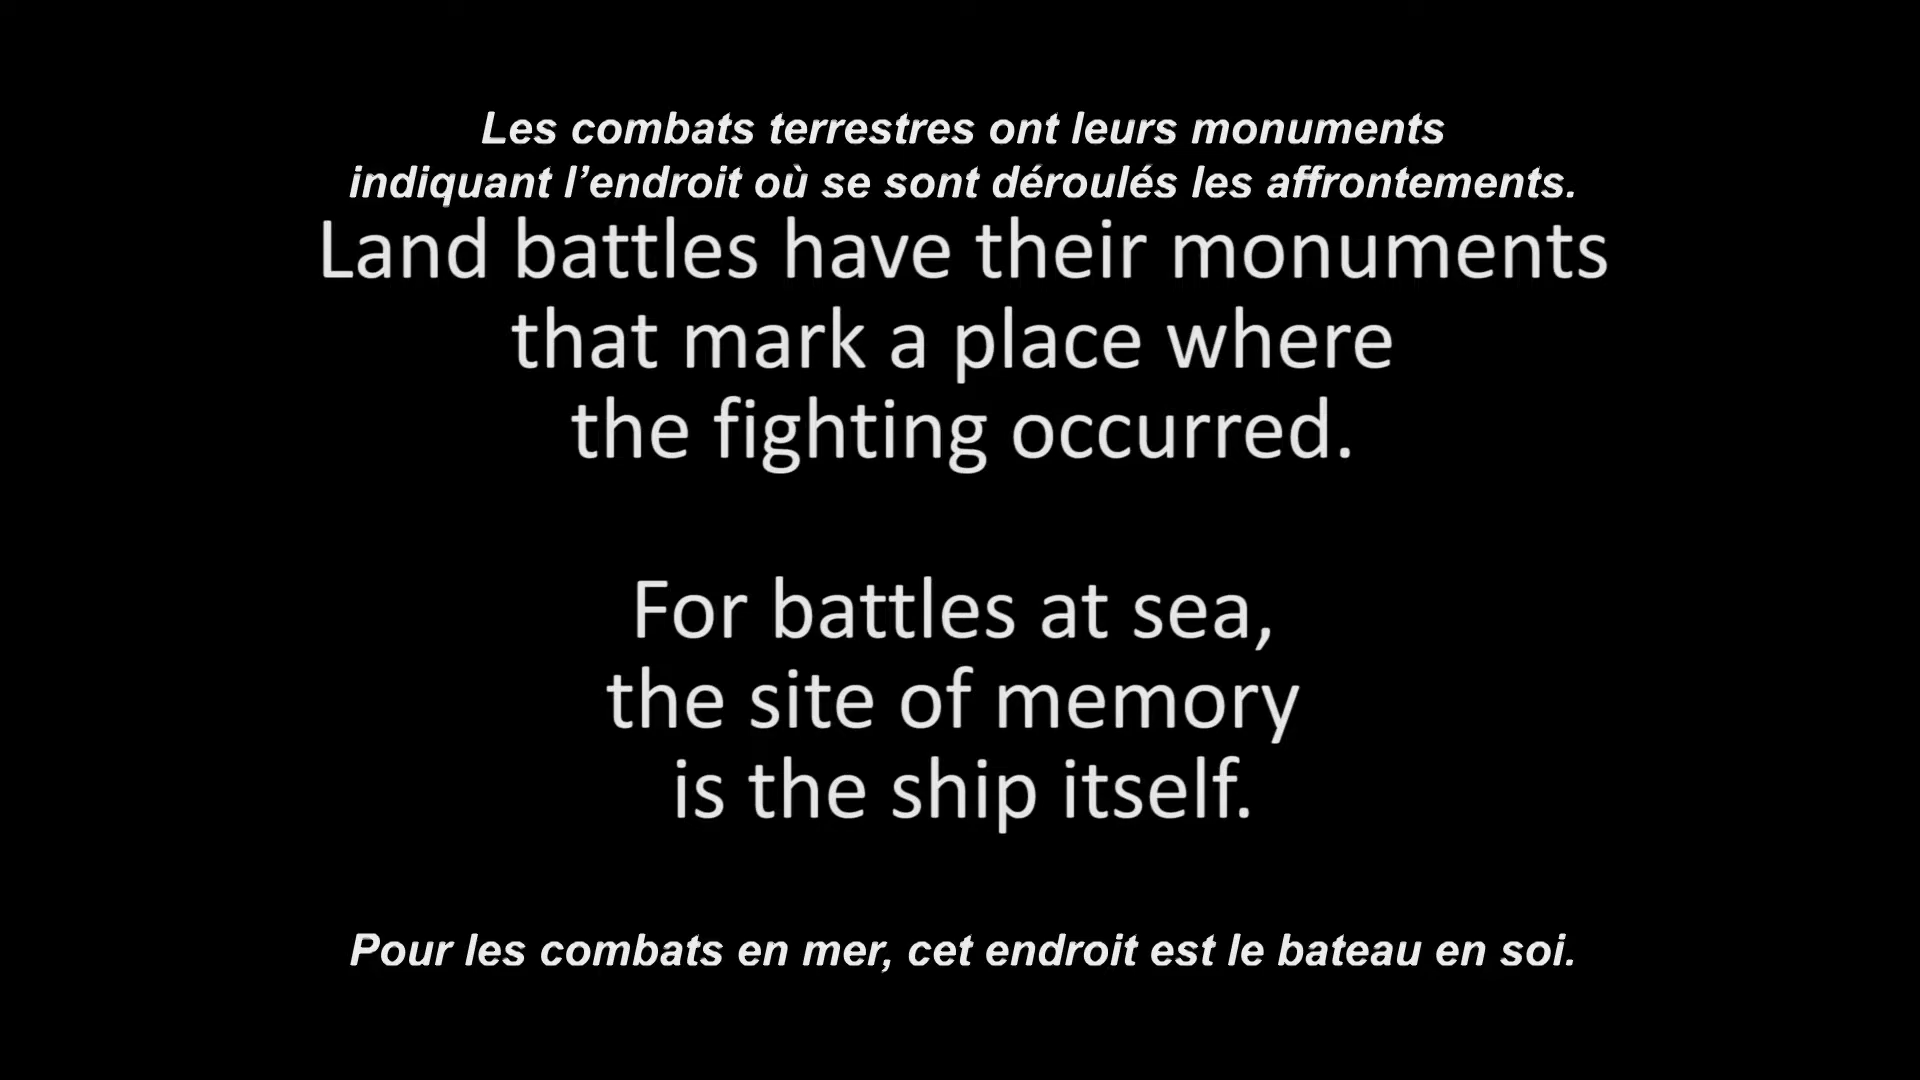 Les combats terrestres ont leurs monuments
indiquant l’endroit où se sont déroulés les affrontements.
Land battles have their monuments
that mark a place where
the fighting occurred.
For battles at sea,
the site of memory
is the ship itself.
Pour les combats en mer, cet endroit est le bateau en soi.